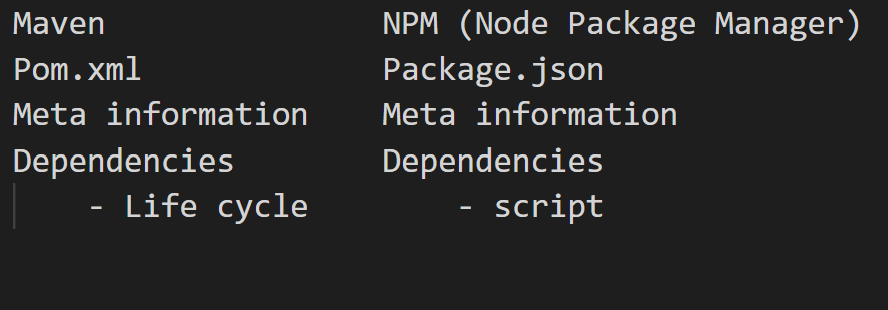 Maven               NPM (Node Package Manager)
Pom.xml             Package.json
Meta information    Meta information
Dependencies        Dependencies
    - Life cycle        - script